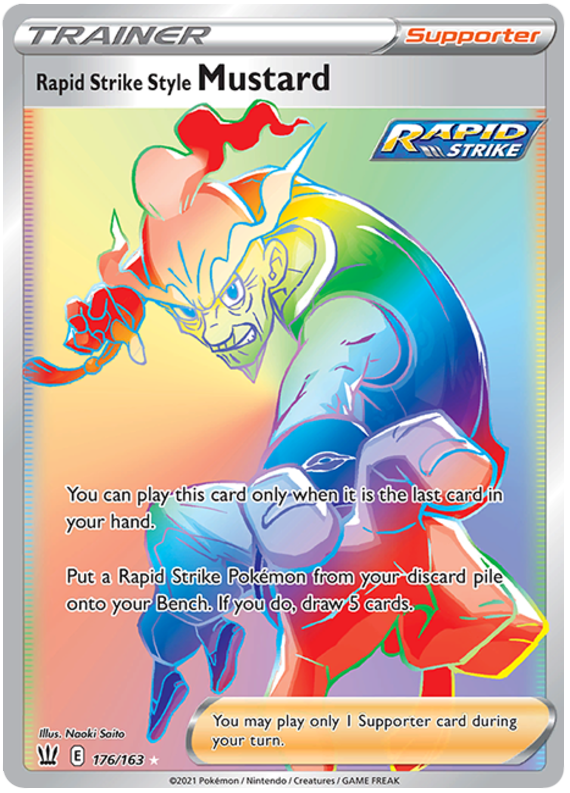 TRAINER Supporter
Rapid Strike Style Mustard
RAPID
STRIKE
You can play this card only when it is the last card in
your hand.
Put a Rapid Strike Pokémon from your discard pile
onto your Bench. If you do, draw 5 cards.
Illus. Naoki Saito
You may play only 1 Supporter card during
your turn.
E 176/163
©2021 Pokémon / Nintendo / Creatures / GAME FREAK